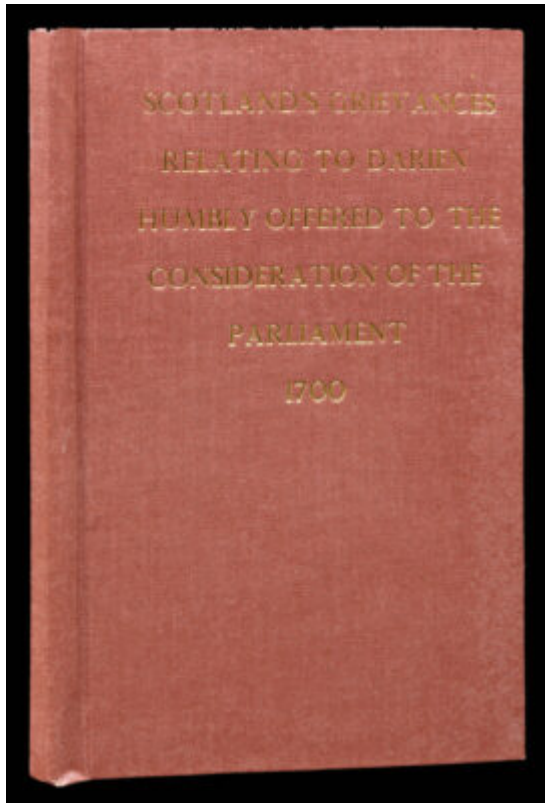 SCOTLAND'S GRIEVANCES
RELATING TO DARIEN
HUMBLY OFFERED TO THE
CONSIDERATION OF THE
PARLIAMENT
1700